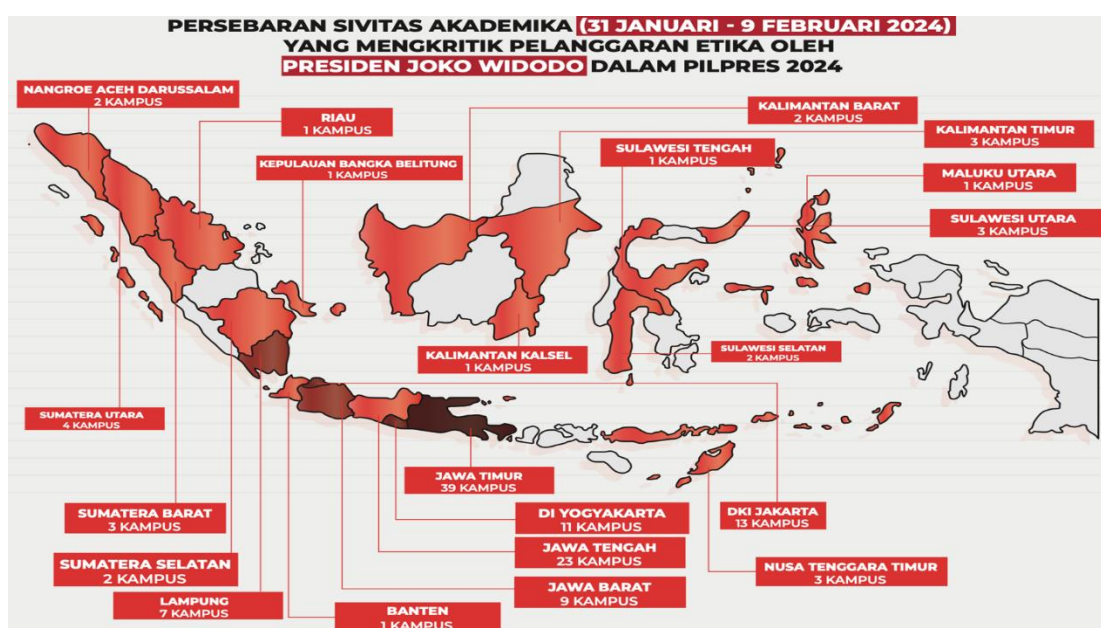 PERSEBARAN SIVITAS AKADEMIKA (31 JANUARI - 9 FEBRUARI 2024)
YANG MENGKRITIK PELANGGARAN ETIKA OLEH
PRESIDEN JOKO WIDODO DALAM PILPRES 2024
NANGROE ACEH DARUSSALAM
2 KAMPUS
RIAU
1 KAMPUS
KEPULAUAN BANGKA BELITUNG
1 KAMPUS
KALIMANTAN BARAT
2 KAMPUS
KALIMANTAN TIMUR
3 KAMPUS
SULAWESI TENGAH
1 KAMPUS
MALUKU UTARA
1 KAMPUS
SULAWESI UTARA
3 KAMPUS
KALIMANTAN KALSEL
1 KAMPUS
SULAWESI SELATAN
2 KAMPUS
SUMATERA UTARA
4 KAMPUS
JAWA TIMUR
39 KAMPUS
SUMATERA BARAT
3 KAMPUS
DI YOGYAKARTA
11 KAMPUS
DKI JAKARTA
13 KAMPUS
SUMATERA SELATAN
2 KAMPUS
JAWA TENGAH
23 KAMPUS
NUSA TENGGARA TIMUR
3 KAMPUS
LAMPUNG
7 KAMPUS
JAWA BARAT
9 KAMPUS
BANTEN
1 KAMPUS